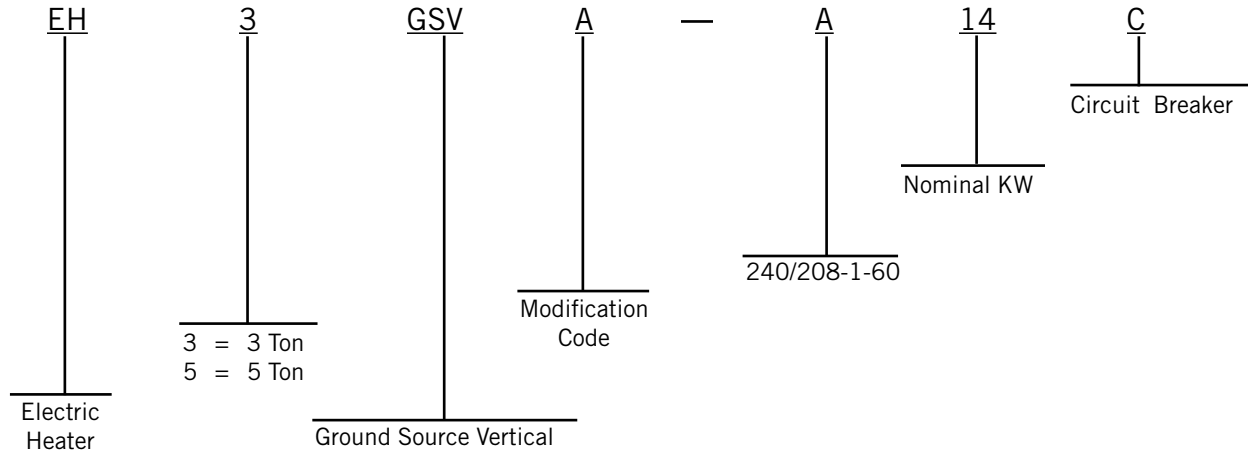 EH 3 GSV A — A 14 C
Circuit Breaker
Nominal KW
240/208-1-60
Modification
Code
3 = 3 Ton
5 = 5 Ton
Electric
Heater
Ground Source Vertical